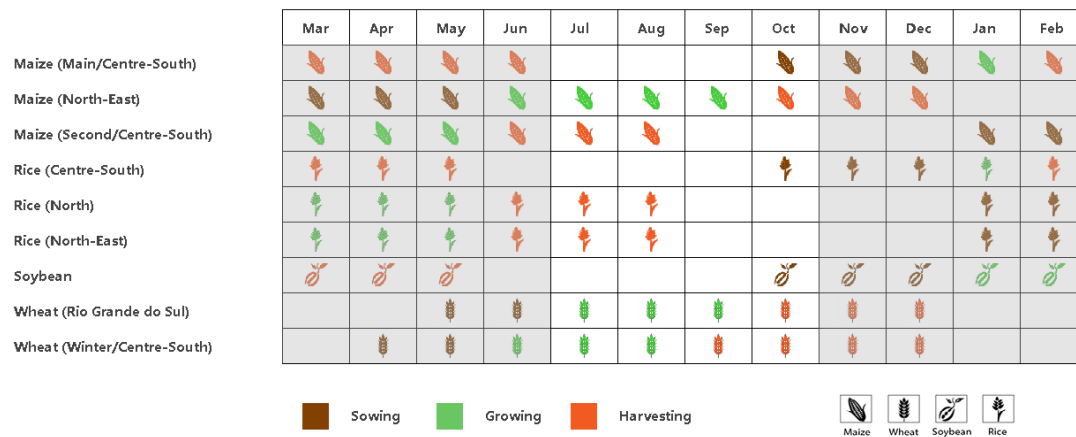 Mar Apr May Jun Jul Aug Sep Oct Nov Dec Jan Feb
Maize (Main/Centre-South)
Maize (North-East)
Maize (Second/Centre-South)
Rice (Centre-South)
Rice (North)
Rice (North-East)
Soybean
Wheat (Rio Grande do Sul)
Wheat (Winter/Centre-South)
Sowing Growing Harvesting
Maize Wheat Soybean Rice